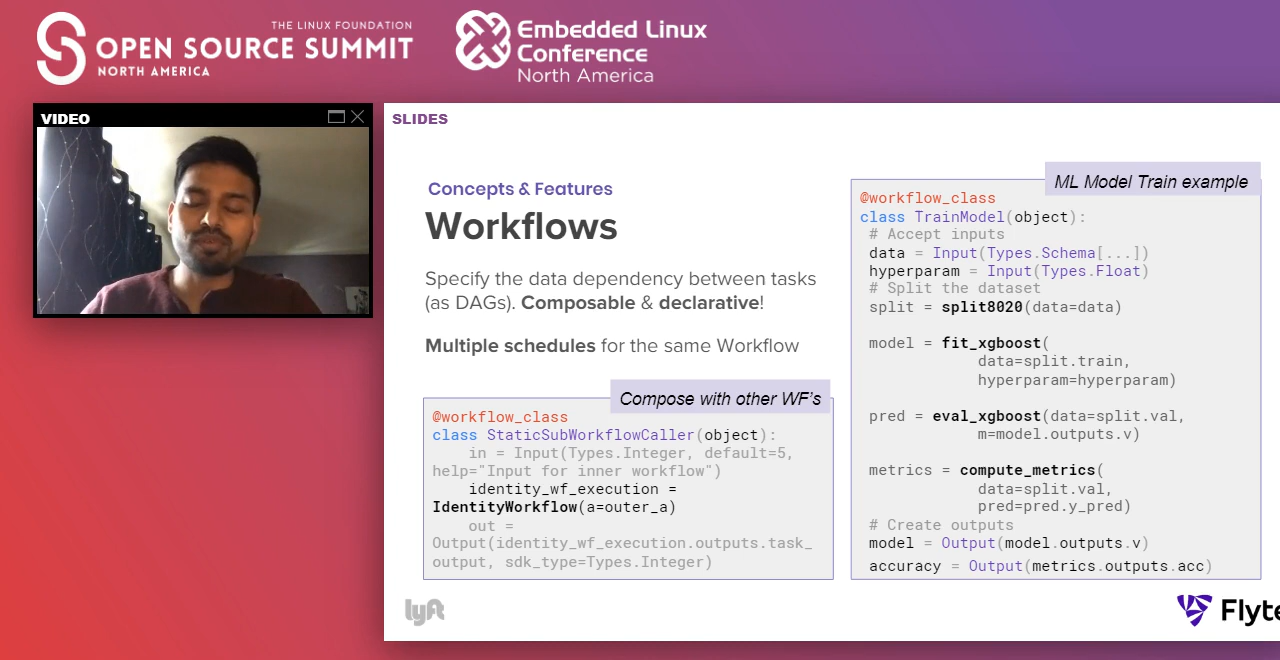 THE LINUX FOUNDATION
OPEN SOURCE SUMMIT
NORTH AMERICA
Embedded Linux
Conference
North America
VIDEO
SLIDES
Concepts & Features
Workflows
Specify the data dependency between tasks
(as DAGs). Composable & declarative!
Multiple schedules for the same Workflow
Compose with other WF's
@workflow_class
class StaticSubWorkflowCaller(object):
    in = Input(Types.Integer, default=5,
help="Input for inner workflow")
    identity_wf_execution =
IdentityWorkflow(a=outer_a)
    out =
Output(identity_wf_execution.outputs.task_
output, sdk_type=Types.Integer)
ML Model Train example
@workflow_class
class TrainModel(object):
 # Accept inputs
 data = Input(Types.Schema[...])
 hyperparam = Input(Types.Float)
 # Split the dataset
 split = split8020(data=data)
 model = fit_xgboost(
             data=split.train,
             hyperparam=hyperparam)
 pred = eval_xgboost(data=split.val,
             m=model.outputs.v)
 metrics = compute_metrics(
             data=split.val,
             pred=pred.y_pred)
 # Create outputs
 model = Output(model.outputs.v)
 accuracy = Output(metrics.outputs.acc)
lyft
Flyte